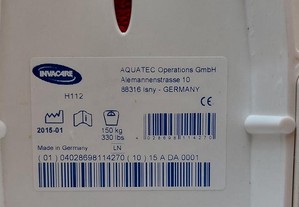 INVACARE
AQUATEC Operations GmbH
Alemannenstrasse 10
88316 Isny - GERMANY
H112
CE
2015-01
150 kg
330 lbs
4028698114270
Made in Germany
LN
( 01 ) 04028698114270 ( 10 ) 15 A DA 0001